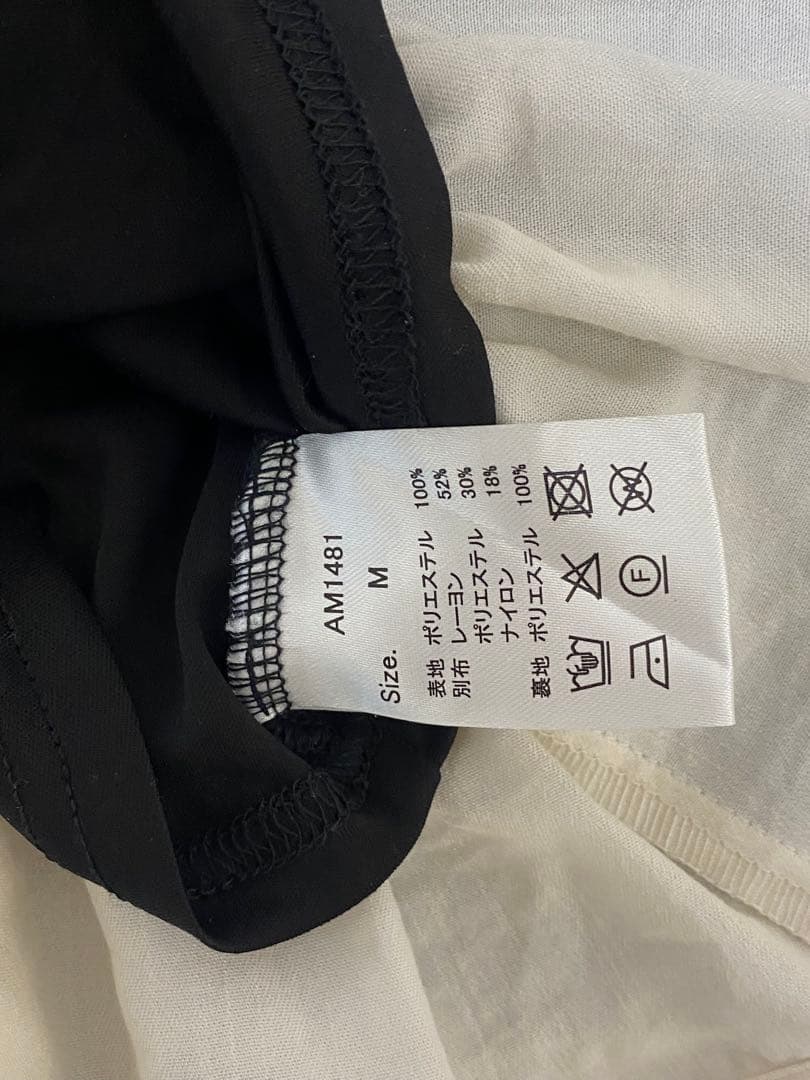 AM1481
Size. M
表地 ポリエステル 100%
別布 レーヨン 52%
ポリエステル 30%
ナイロン 18%
裏地 ポリエステル 100%
F